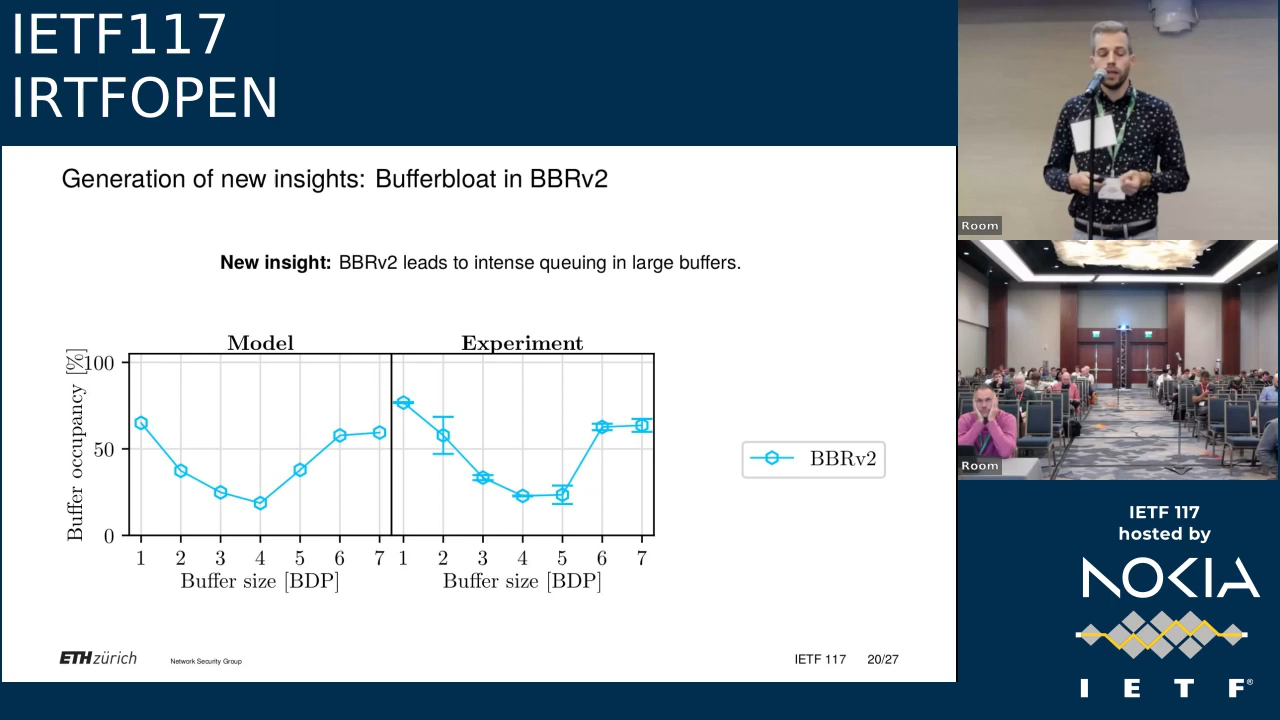 IETF117
IRTFOPEN
Generation of new insights: Bufferbloat in BBRv2
New insight: BBRv2 leads to intense queuing in large buffers.
Model
Experiment
Buffer occupancy [%]
100
50
0
1 2 3 4 5 6 7
1 2 3 4 5 6 7
Buffer size [BDP]
Buffer size [BDP]
BBRv2
ETH zürich
Network Security Group
IETF 117
20/27
Room
Room
IETF 117
hosted by
NOKIA
I E T F®